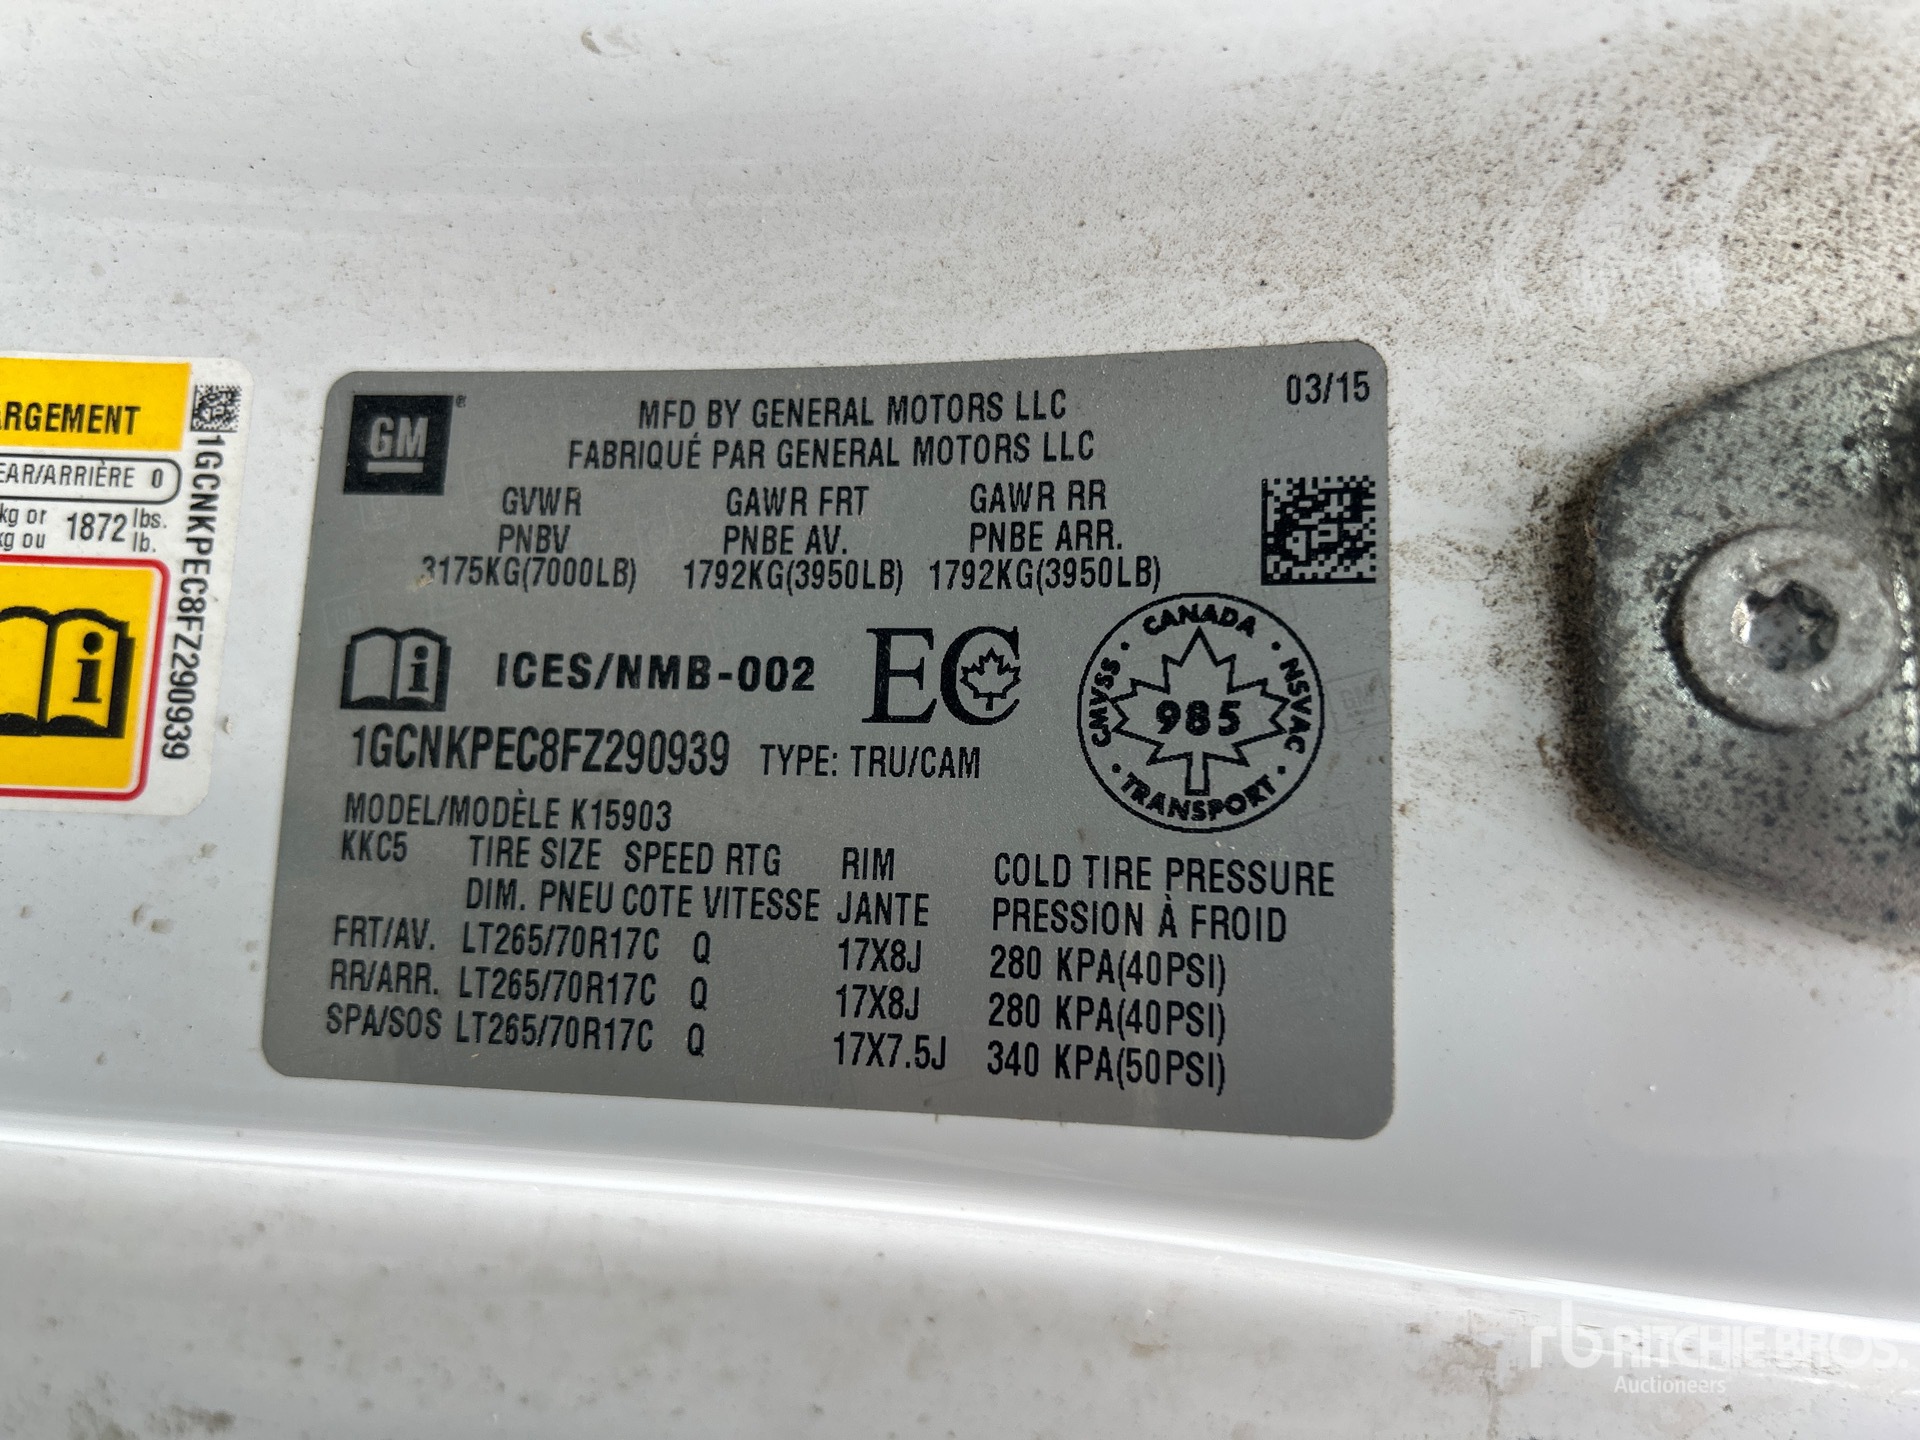 ARGEMENT
EAR/ARRIÈRE 0
kg or 1872 lbs.
kg ou lb.
1GCNKPEC8FZ290939
GM
MFD BY GENERAL MOTORS LLC
03/15
FABRIQUÉ PAR GENERAL MOTORS LLC
GVWR GAWR FRT GAWR RR
PNBV PNBE AV. PNBE ARR.
3175KG(7000LB) 1792KG(3950LB) 1792KG(3950LB)
ICES/NMB-002 EC
CANADA
CMVSS 985 NSVAC
TRANSPORT
1GCNKPEC8FZ290939 TYPE: TRU/CAM
MODEL/MODÈLE K15903
KKC5 TIRE SIZE SPEED RTG RIM COLD TIRE PRESSURE
DIM. PNEU COTE VITESSE JANTE PRESSION À FROID
FRT/AV. LT265/70R17C Q 17X8J 280 KPA(40PSI)
RR/ARR. LT265/70R17C Q 17X8J 280 KPA(40PSI)
SPA/SOS LT265/70R17C Q 17X7.5J 340 KPA(50PSI)
rb RITCHIE BROS.
Auctioneers